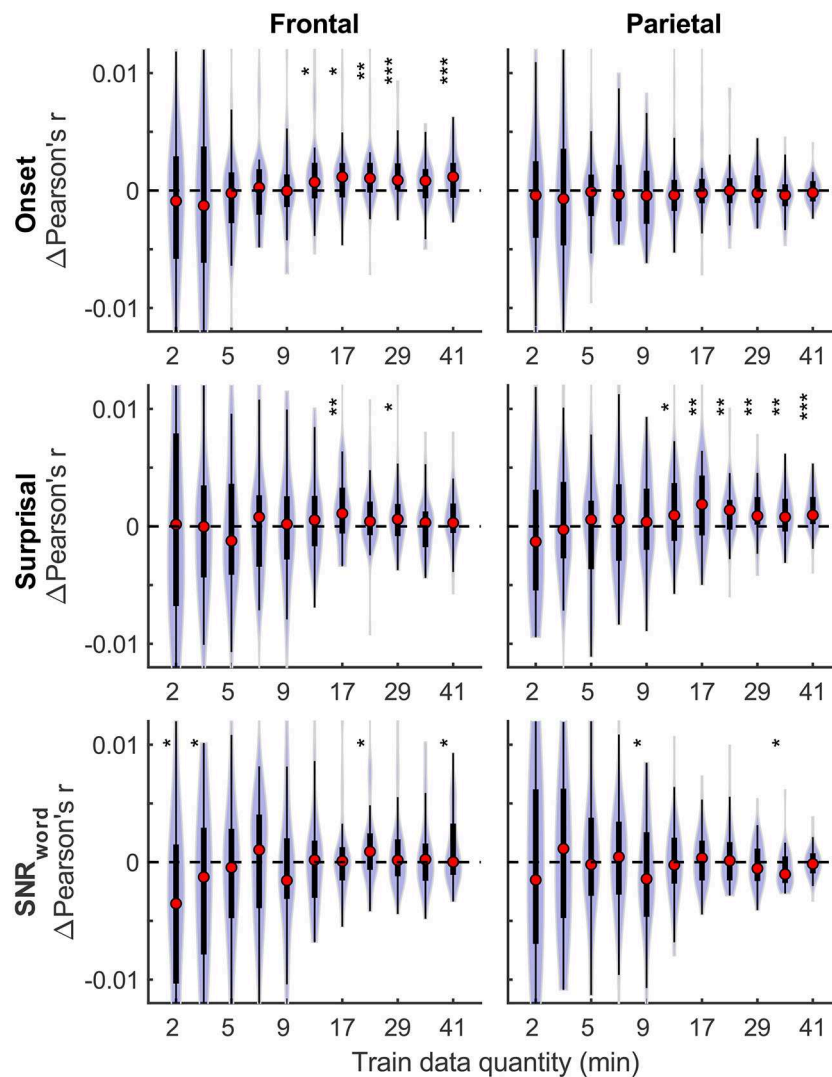 Frontal Parietal
* * ** *** ***
Onset
ΔPearson's r
0.01
0
-0.01
2 5 9 17 29 41
2 5 9 17 29 41
** *
* ** ** ** ** ***
Surprisal
ΔPearson's r
0.01
0
-0.01
2 5 9 17 29 41
2 5 9 17 29 41
* * * *
* *
SNRword
ΔPearson's r
0.01
0
-0.01
2 5 9 17 29 41
2 5 9 17 29 41
Train data quantity (min)